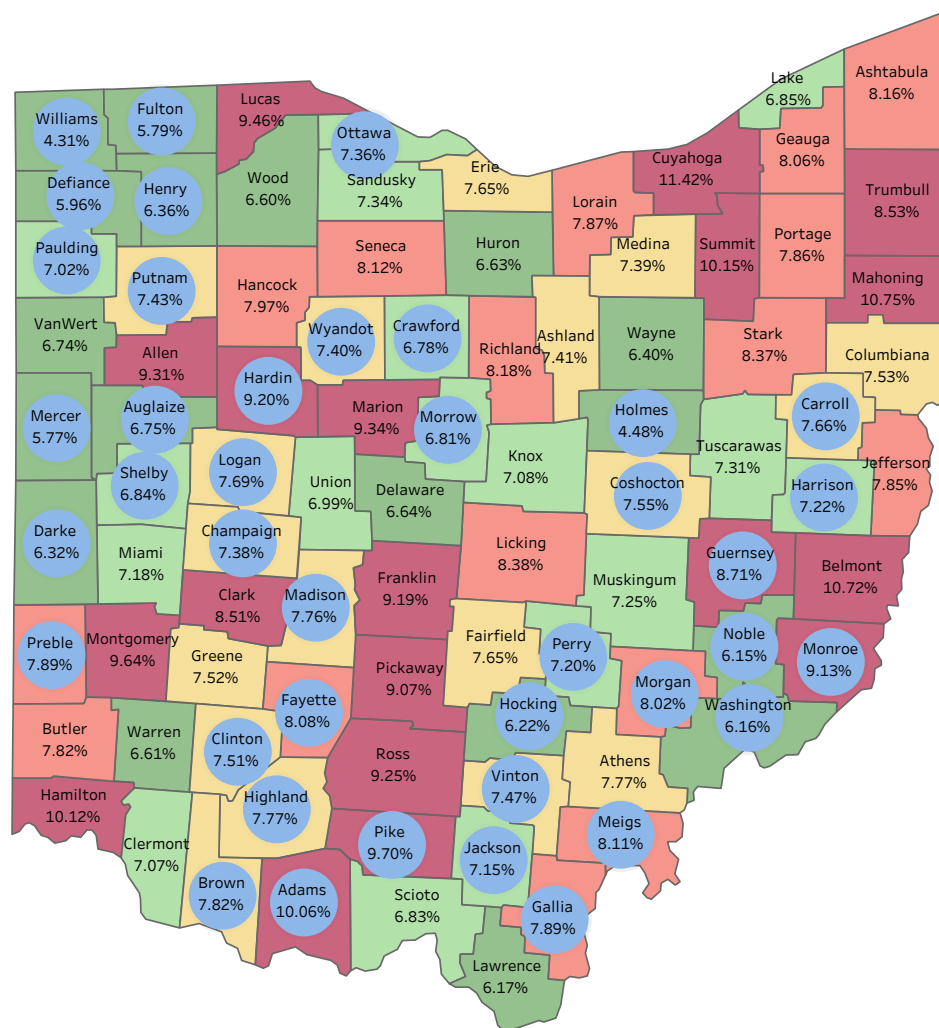 Lake
6.85%
Ashtabula
8.16%
Williams
4.31%
Fulton
5.79%
Lucas
9.46%
Ottawa
7.36%
Geauga
8.06%
Cuyahoga
11.42%
Defiance
5.96%
Henry
6.36%
Wood
6.60%
Sandusky
7.34%
Erie
7.65%
Lorain
7.87%
Trumbull
8.53%
Paulding
7.02%
Putnam
7.43%
Hancock
7.97%
Seneca
8.12%
Huron
6.63%
Medina
7.39%
Summit
10.15%
Portage
7.86%
Mahoning
10.75%
VanWert
6.74%
Allen
9.31%
Wyandot
7.40%
Crawford
6.78%
Richland
8.18%
Ashland
7.41%
Wayne
6.40%
Stark
8.37%
Columbiana
7.53%
Mercer
5.77%
Auglaize
6.75%
Hardin
9.20%
Marion
9.34%
Morrow
6.81%
Holmes
4.48%
Carroll
7.66%
Shelby
6.84%
Logan
7.69%
Union
6.99%
Delaware
6.64%
Knox
7.08%
Coshocton
7.55%
Tuscarawas
7.31%
Harrison
7.22%
Jefferson
7.85%
Darke
6.32%
Miami
7.18%
Champaign
7.38%
Licking
8.38%
Muskingum
7.25%
Guernsey
8.71%
Belmont
10.72%
Clark
8.51%
Madison
7.76%
Franklin
9.19%
Preble
7.89%
Montgomery
9.64%
Greene
7.52%
Pickaway
9.07%
Fairfield
7.65%
Perry
7.20%
Morgan
8.02%
Noble
6.15%
Monroe
9.13%
Butler
7.82%
Warren
6.61%
Clinton
7.51%
Fayette
8.08%
Ross
9.25%
Hocking
6.22%
Athens
7.77%
Washington
6.16%
Hamilton
10.12%
Clermont
7.07%
Highland
7.77%
Pike
9.70%
Vinton
7.47%
Jackson
7.15%
Meigs
8.11%
Brown
7.82%
Adams
10.06%
Scioto
6.83%
Gallia
7.89%
Lawrence
6.17%